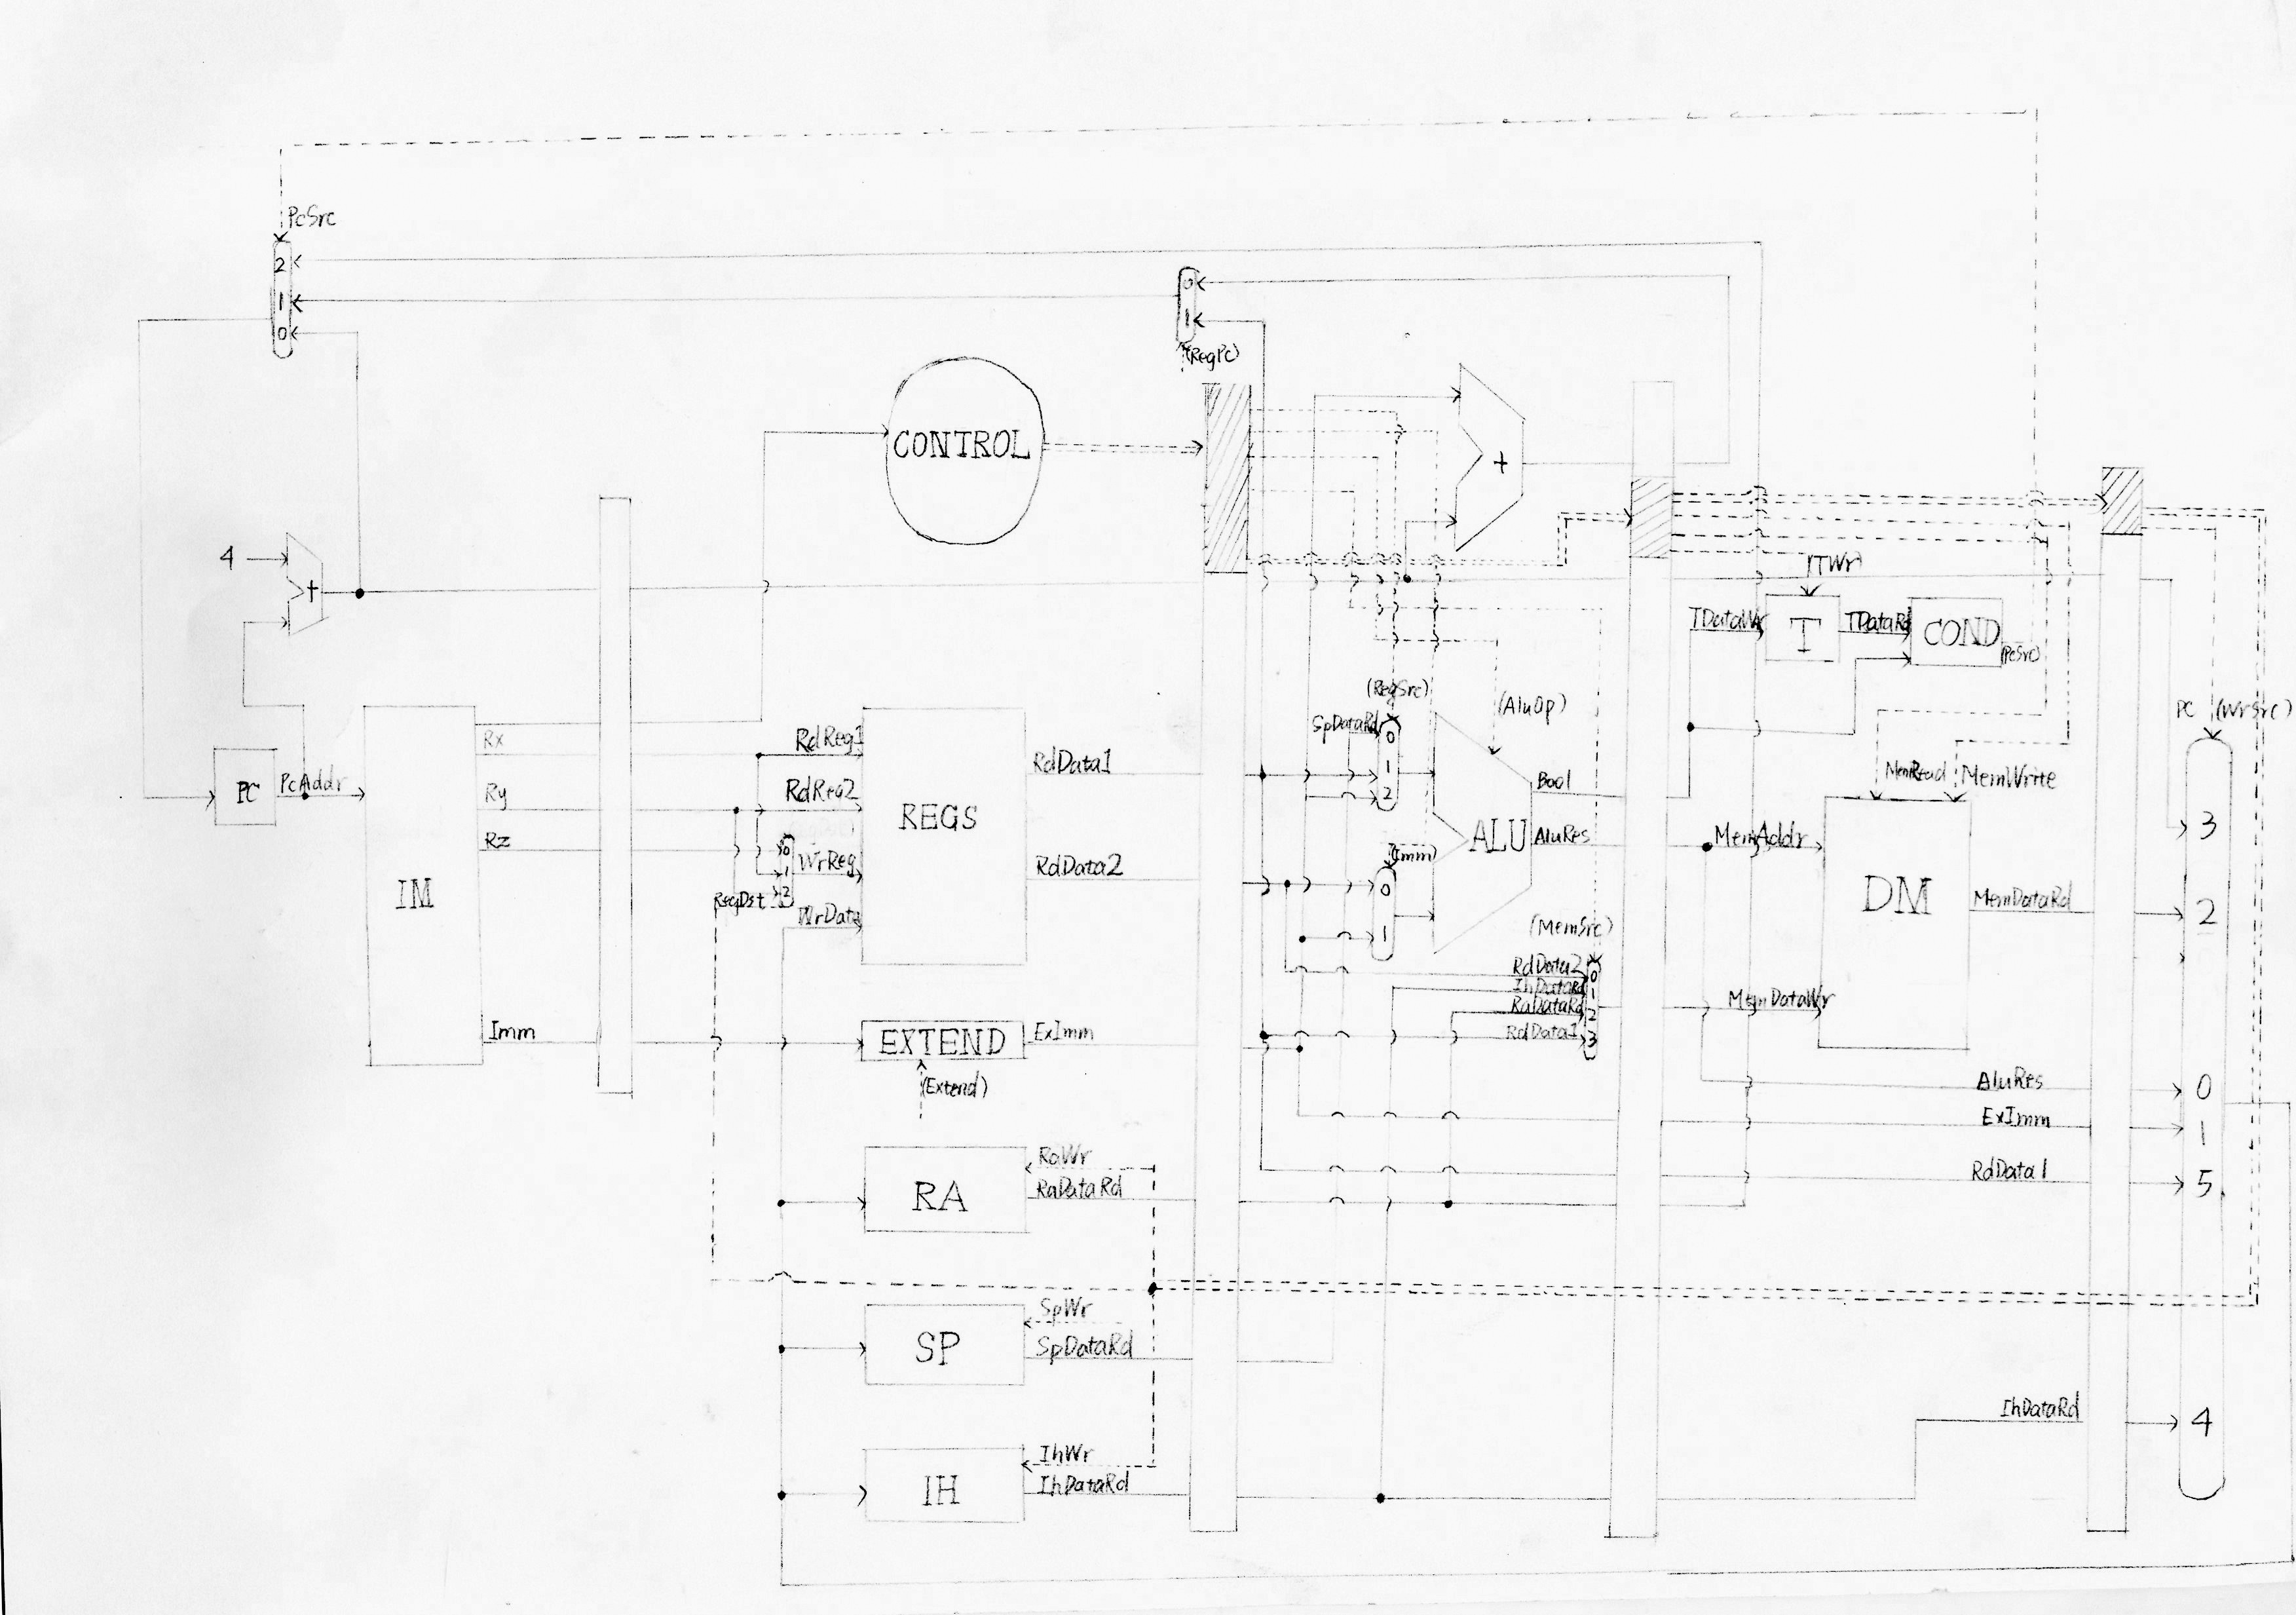 PcSrc
2
1
0
0
1
(RegPc)
CONTROL
+
4
+
(TWr)
TDataWr
T
TDataRd
COND
(PcSrc)
PC
PcAddr
IM
Rx
Ry
Rz
Imm
RdReg1
RdReg2
0
1
2
WrReg
RegDst
WrData
REGS
RdData1
RdData2
(RegSrc)
SpDataRd
0
1
2
(AluOp)
(Imm)
0
1
ALU
Bool
AluRes
(MemSrc)
RdData2
IhDataRd
RaDataRd
RdData1
0
1
2
3
MemRead
MemWrite
MemAddr
DM
MemDataRd
MemDataWr
PC
(WrSrc)
3
2
AluRes
0
ExImm
1
RdData1
5
IhDataRd
4
EXTEND
ExImm
(Extend)
RA
RaWr
RaDataRd
SP
SpWr
SpDataRd
IH
IhWr
IhDataRd